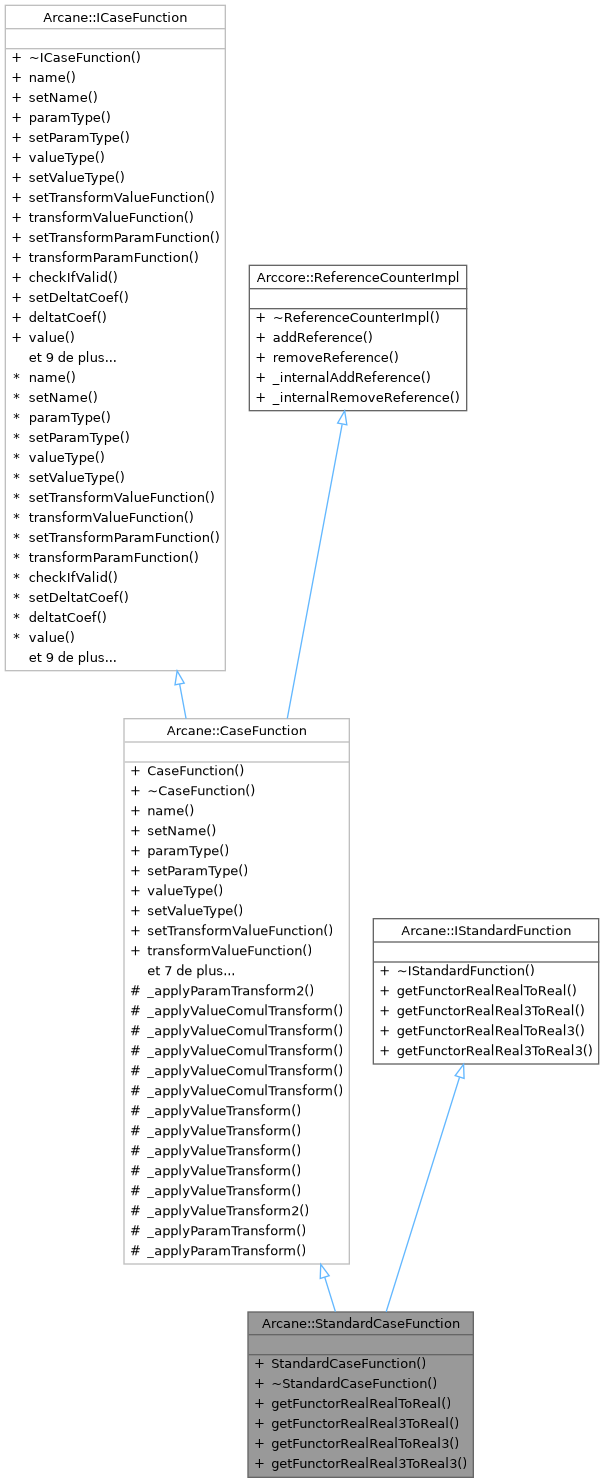 Arcane::ICaseFunction
+ ~ICaseFunction()
+ name()
+ setName()
+ paramType()
+ setParamType()
+ valueType()
+ setValueType()
+ setTransformValueFunction()
+ transformValueFunction()
+ setTransformParamFunction()
+ transformParamFunction()
+ checkIfValid()
+ setDeltatCoef()
+ deltatCoef()
+ value()
et 9 de plus...
* name()
* setName()
* paramType()
* setParamType()
* valueType()
* setValueType()
* setTransformValueFunction()
* transformValueFunction()
* setTransformParamFunction()
* transformParamFunction()
* checkIfValid()
* setDeltatCoef()
* deltatCoef()
* value()
et 9 de plus...
Arccore::ReferenceCounterImpl
+ ~ReferenceCounterImpl()
+ addReference()
+ removeReference()
+ _internalAddReference()
+ _internalRemoveReference()
Arcane::CaseFunction
+ CaseFunction()
+ ~CaseFunction()
+ name()
+ setName()
+ paramType()
+ setParamType()
+ valueType()
+ setValueType()
+ setTransformValueFunction()
+ transformValueFunction()
et 7 de plus...
# _applyParamTransform2()
# _applyValueComulTransform()
# _applyValueComulTransform()
# _applyValueComulTransform()
# _applyValueComulTransform()
# _applyValueComulTransform()
# _applyValueTransform()
# _applyValueTransform()
# _applyValueTransform()
# _applyValueTransform()
# _applyValueTransform()
# _applyValueTransform2()
# _applyParamTransform()
# _applyParamTransform()
Arcane::IStandardFunction
+ ~IStandardFunction()
+ getFunctorRealRealToReal()
+ getFunctorRealReal3ToReal()
+ getFunctorRealRealToReal3()
+ getFunctorRealReal3ToReal3()
Arcane::StandardCaseFunction
+ StandardCaseFunction()
+ ~StandardCaseFunction()
+ getFunctorRealRealToReal()
+ getFunctorRealReal3ToReal()
+ getFunctorRealRealToReal3()
+ getFunctorRealReal3ToReal3()